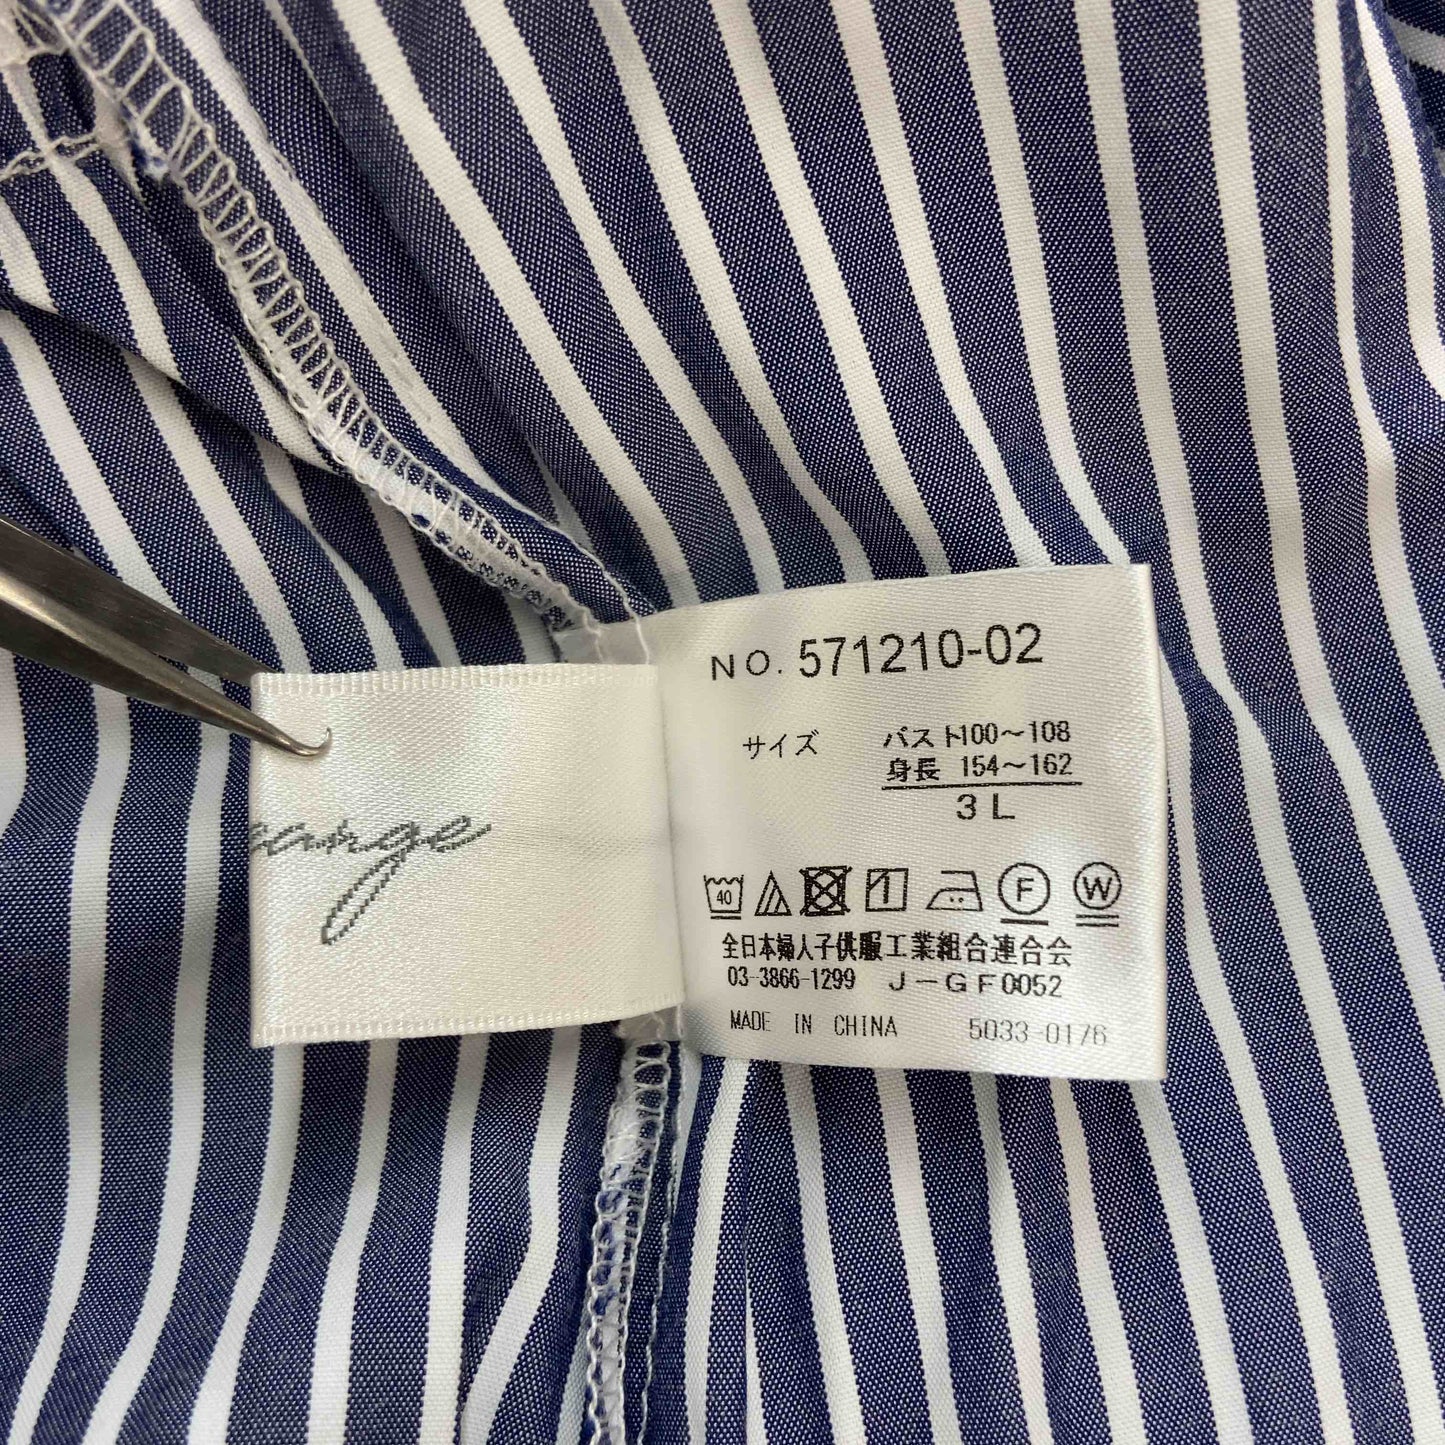 NO. 571210-02
サイズ バスト100～108
身長 154～162
3L
40 F W
全日本婦人子供服工業組合連合会
03-3866-1299 J-GF0052
MADE IN CHINA 5033-01/6